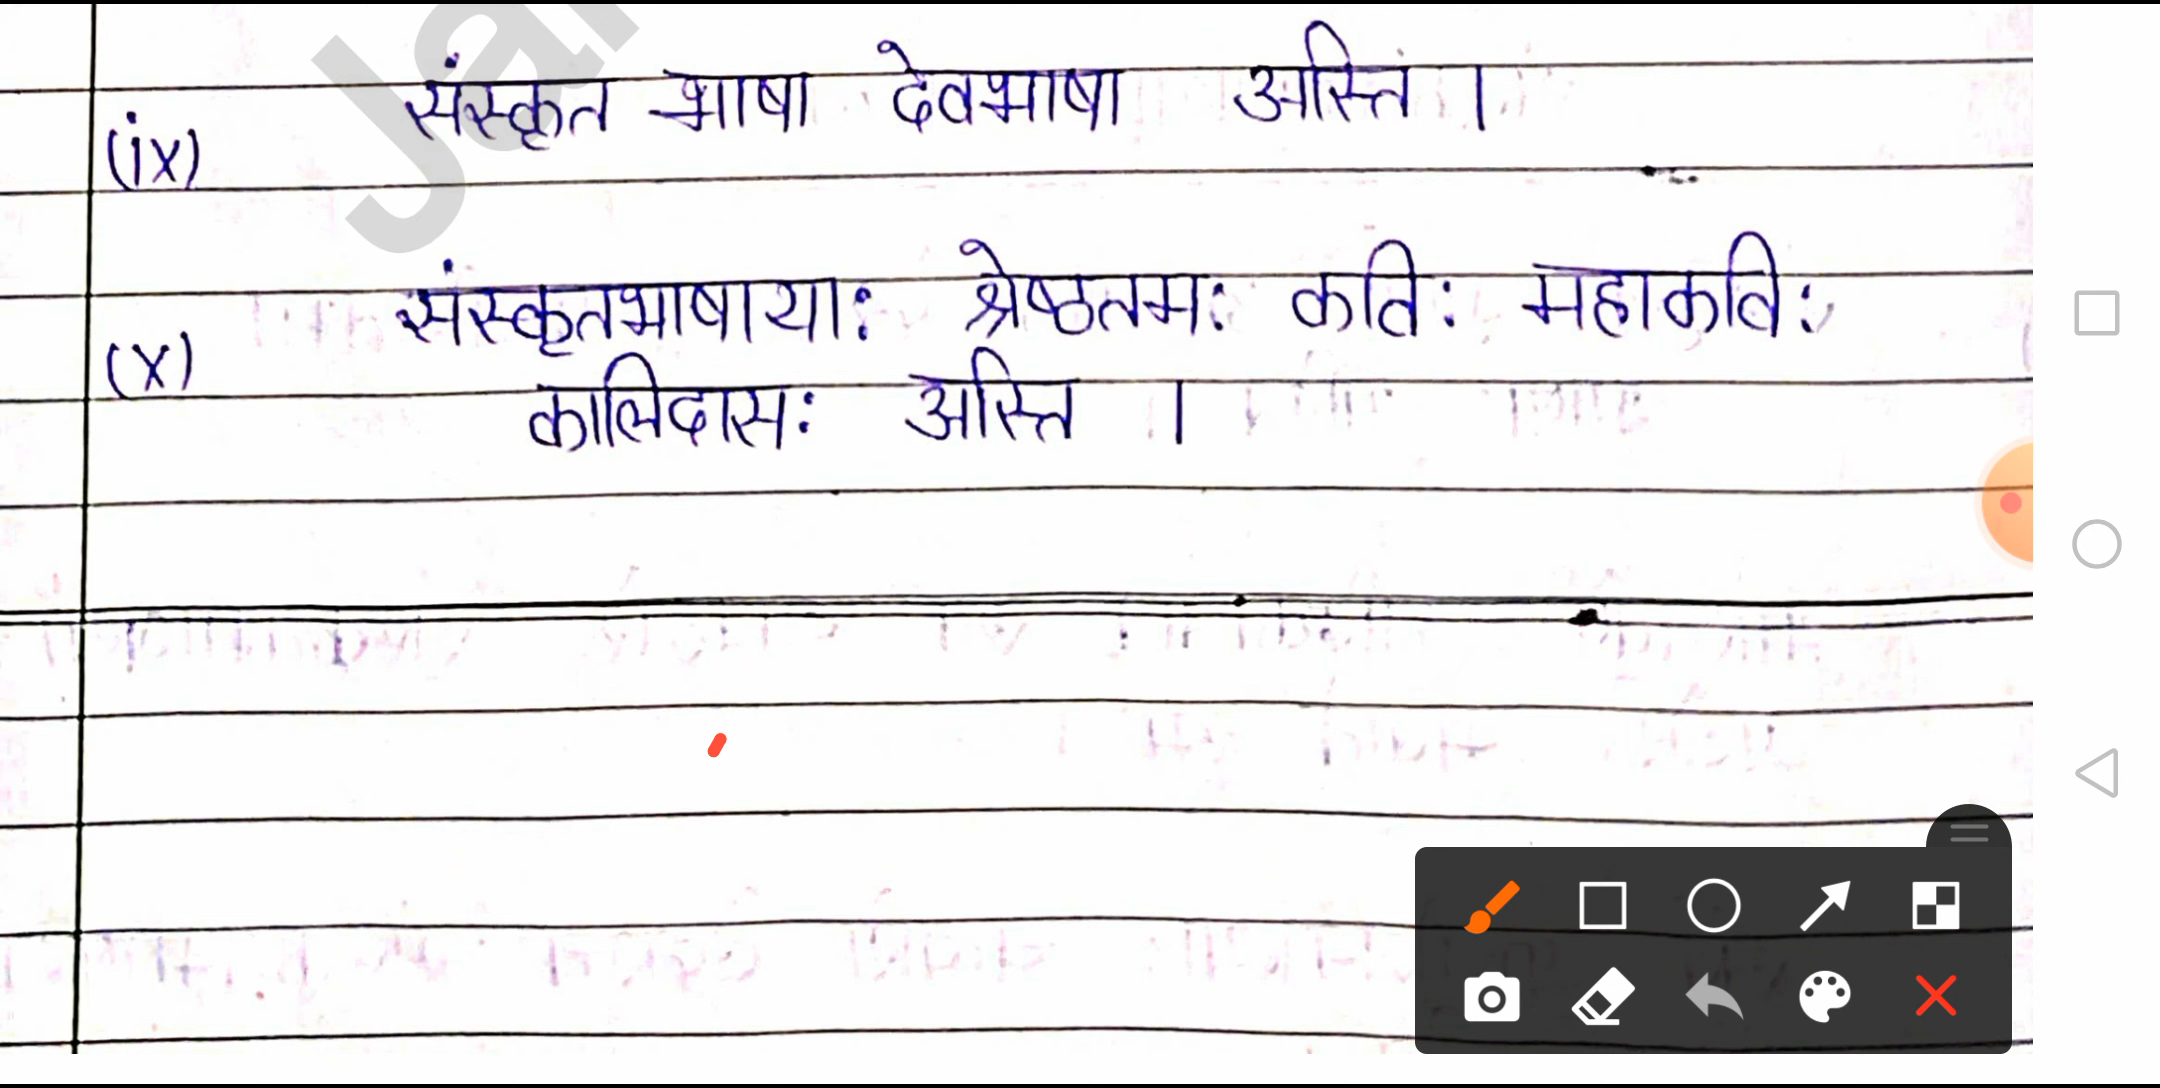 संस्कृत भाषा देवभाषा अस्ति ।
(ix)
संस्कृतभाषायाः श्रेष्ठतमः कविः महाकविः
(x)
कालिदासः अस्ति ।